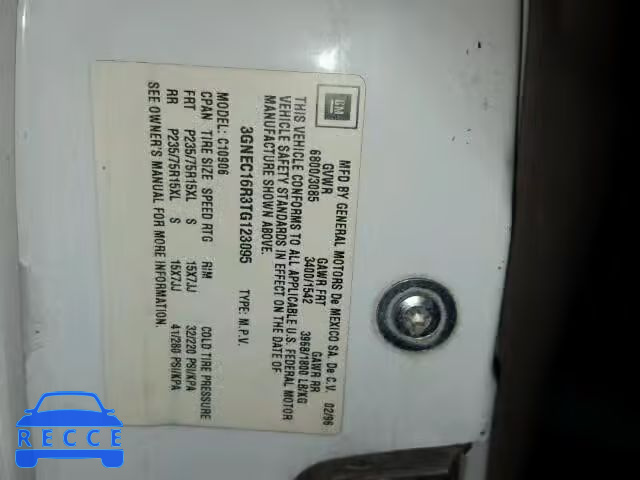 GM
MFD BY GENERAL MOTORS De MEXICO SA. De C.V. 02/96
GVWR GAWR FRT GAWR RR
6800/3085 3400/1542 3968/1800 LB/KG
THIS VEHICLE CONFORMS TO ALL APPLICABLE U.S. FEDERAL MOTOR
VEHICLE SAFETY STANDARDS IN EFFECT ON THE DATE OF
MANUFACTURE SHOWN ABOVE.
3GNEC16R3TG123095 TYPE: M.P.V.
MODEL: C10906
CPAN TIRE SIZE SPEED RTG RIM COLD TIRE PRESSURE
FRT P235/75R15XL S 15X7JJ 32/220 PSI/KPA
RR P235/75R15XL S 15X7JJ 41/280 PSI/KPA
SEE OWNER'S MANUAL FOR MORE INFORMATION.
RECCE